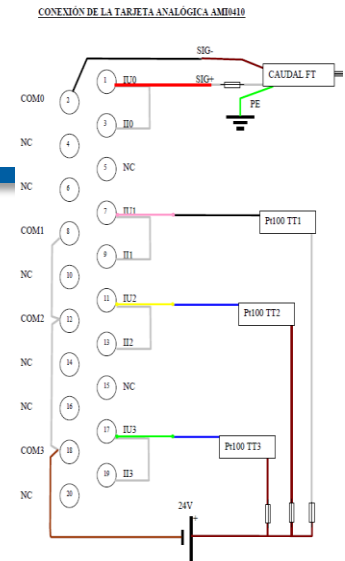 CONEXIÓN DE LA TARJETA ANALÓGICA AMI0410
SIG-
1 IU0 SIG+ CAUDAL FT
COM0 2 PE
3 II0
NC 4
5 NC
NC 6
7 IU1 Pt100 TT1
COM1 8
9 II1
NC 10
11 IU2 Pt100 TT2
COM2 12
13 II2
NC 14
15 NC
NC 16
17 IU3 Pt100 TT3
COM3 18
19 II3
NC 20
24V
+